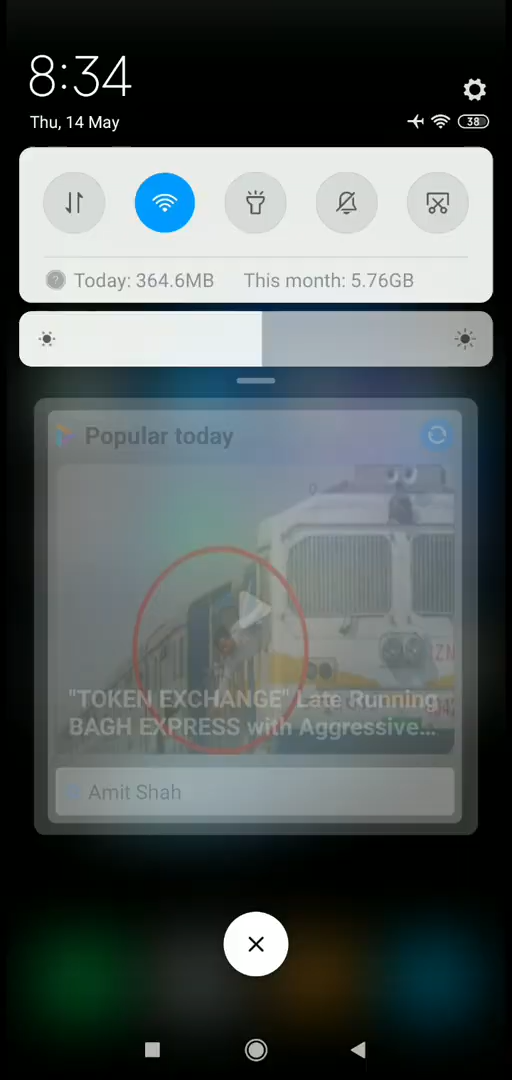 8:34
Thu, 14 May
38
Today: 364.6MB This month: 5.76GB
Popular today
"TOKEN EXCHANGE" Late Running
BAGH EXPRESS with Aggressive...
Amit Shah